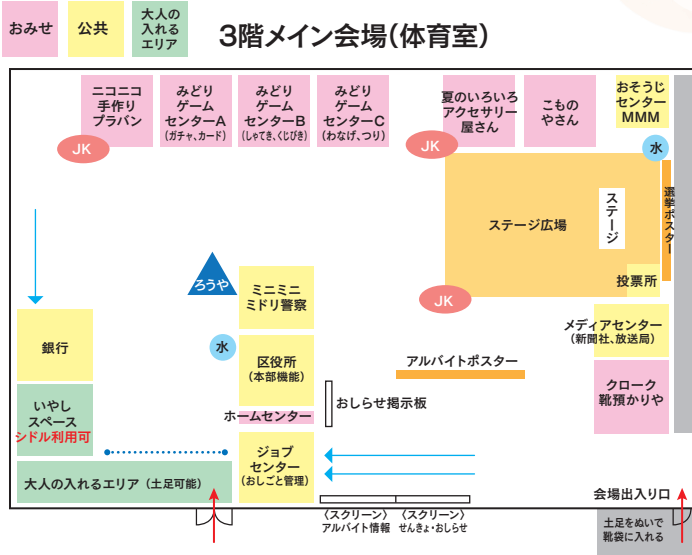 おみせ
公共
大人の
入れる
エリア
3階メイン会場(体育室)
ニコニコ
手作り
プラバン
みどり
ゲーム
センターA
(ガチャ、カード)
みどり
ゲーム
センターB
(しゃてき、くじびき)
みどり
ゲーム
センターC
(わなげ、つり)
夏のいろいろ
アクセサリー
屋さん
こもの
やさん
おそうじ
センター
MMM
JK
JK
水
選挙ポスター
ステージ広場
ステージ
投票所
JK
ろうや
ミニミニ
ミドリ警察
メディアセンター
(新聞社、放送局)
銀行
水
区役所
(本部機能)
アルバイトポスター
いやし
スペース
シドル利用可
ホームセンター
おしらせ掲示板
クローク
靴預かりや
ジョブ
センター
(おしごと管理)
大人の入れるエリア(土足可能)
会場出入り口
〈スクリーン〉
アルバイト情報
〈スクリーン〉
せんきょ・おしらせ
土足をぬいで
靴袋に入れる